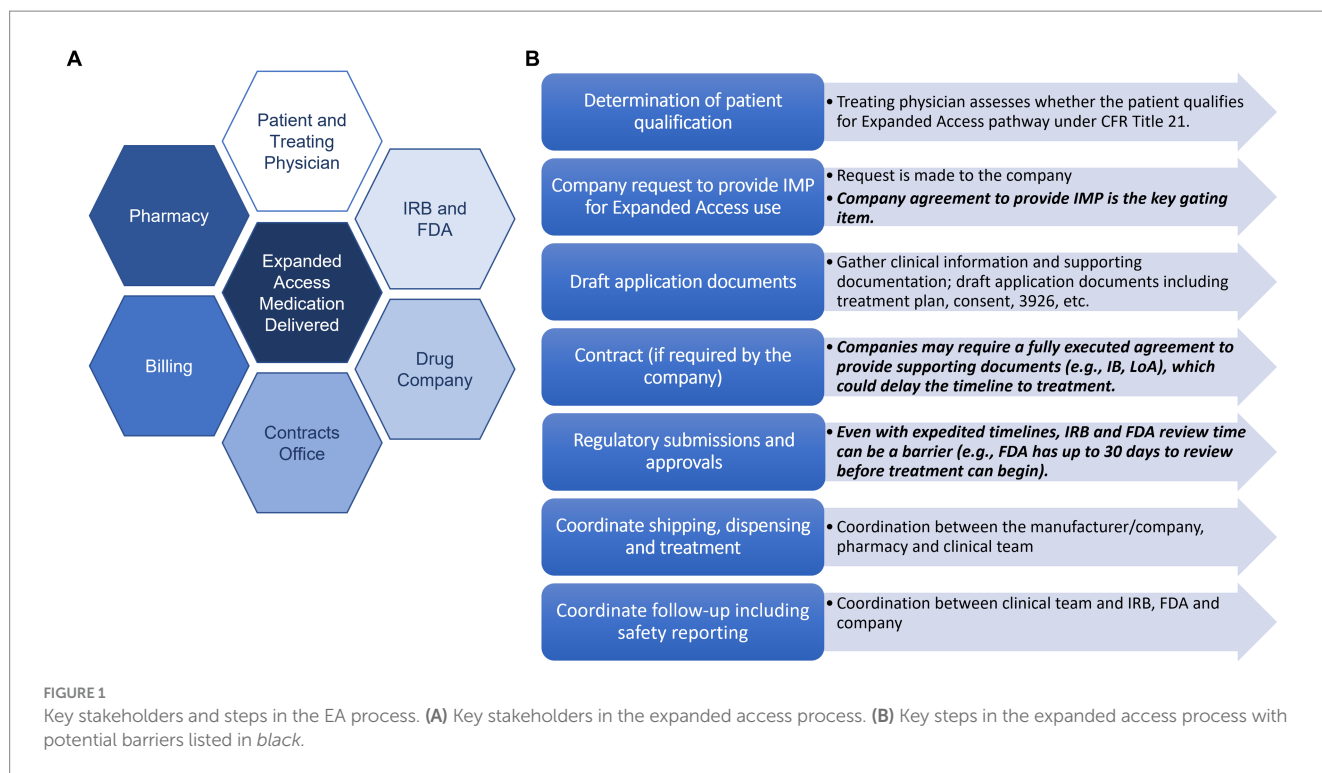 A
Patient and
Treating
Physician
Pharmacy
IRB and
FDA
Expanded
Access
Medication
Delivered
Billing
Drug
Company
Contracts
Office
B
Determination of patient
qualification
• Treating physician assesses whether the patient qualifies
for Expanded Access pathway under CFR Title 21.
Company request to provide IMP
for Expanded Access use
• Request is made to the company
• Company agreement to provide IMP is the key gating
item.
Draft application documents
• Gather clinical information and supporting
documentation; draft application documents including
treatment plan, consent, 3926, etc.
Contract (if required by the
company)
• Companies may require a fully executed agreement to
provide supporting documents (e.g., IB, LoA), which
could delay the timeline to treatment.
Regulatory submissions and
approvals
• Even with expedited timelines, IRB and FDA review time
can be a barrier (e.g., FDA has up to 30 days to review
before treatment can begin).
Coordinate shipping, dispensing
and treatment
• Coordination between the manufacturer/company,
pharmacy and clinical team
Coordinate follow-up including
safety reporting
• Coordination between clinical team and IRB, FDA and
company
FIGURE 1
Key stakeholders and steps in the EA process. (A) Key stakeholders in the expanded access process. (B) Key steps in the expanded access process with
potential barriers listed in black.